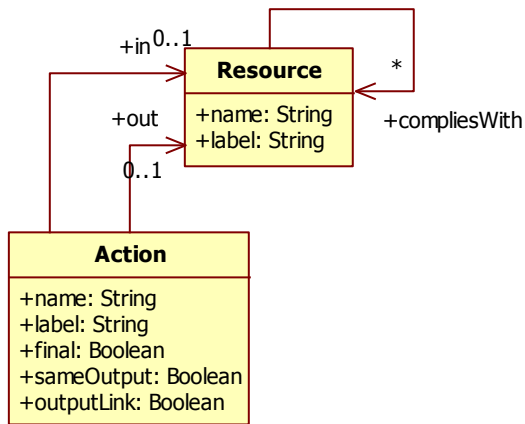 +in
0..1
Resource
*
+name: String
+label: String
+compliesWith
+out
0..1
Action
+name: String
+label: String
+final: Boolean
+sameOutput: Boolean
+outputLink: Boolean